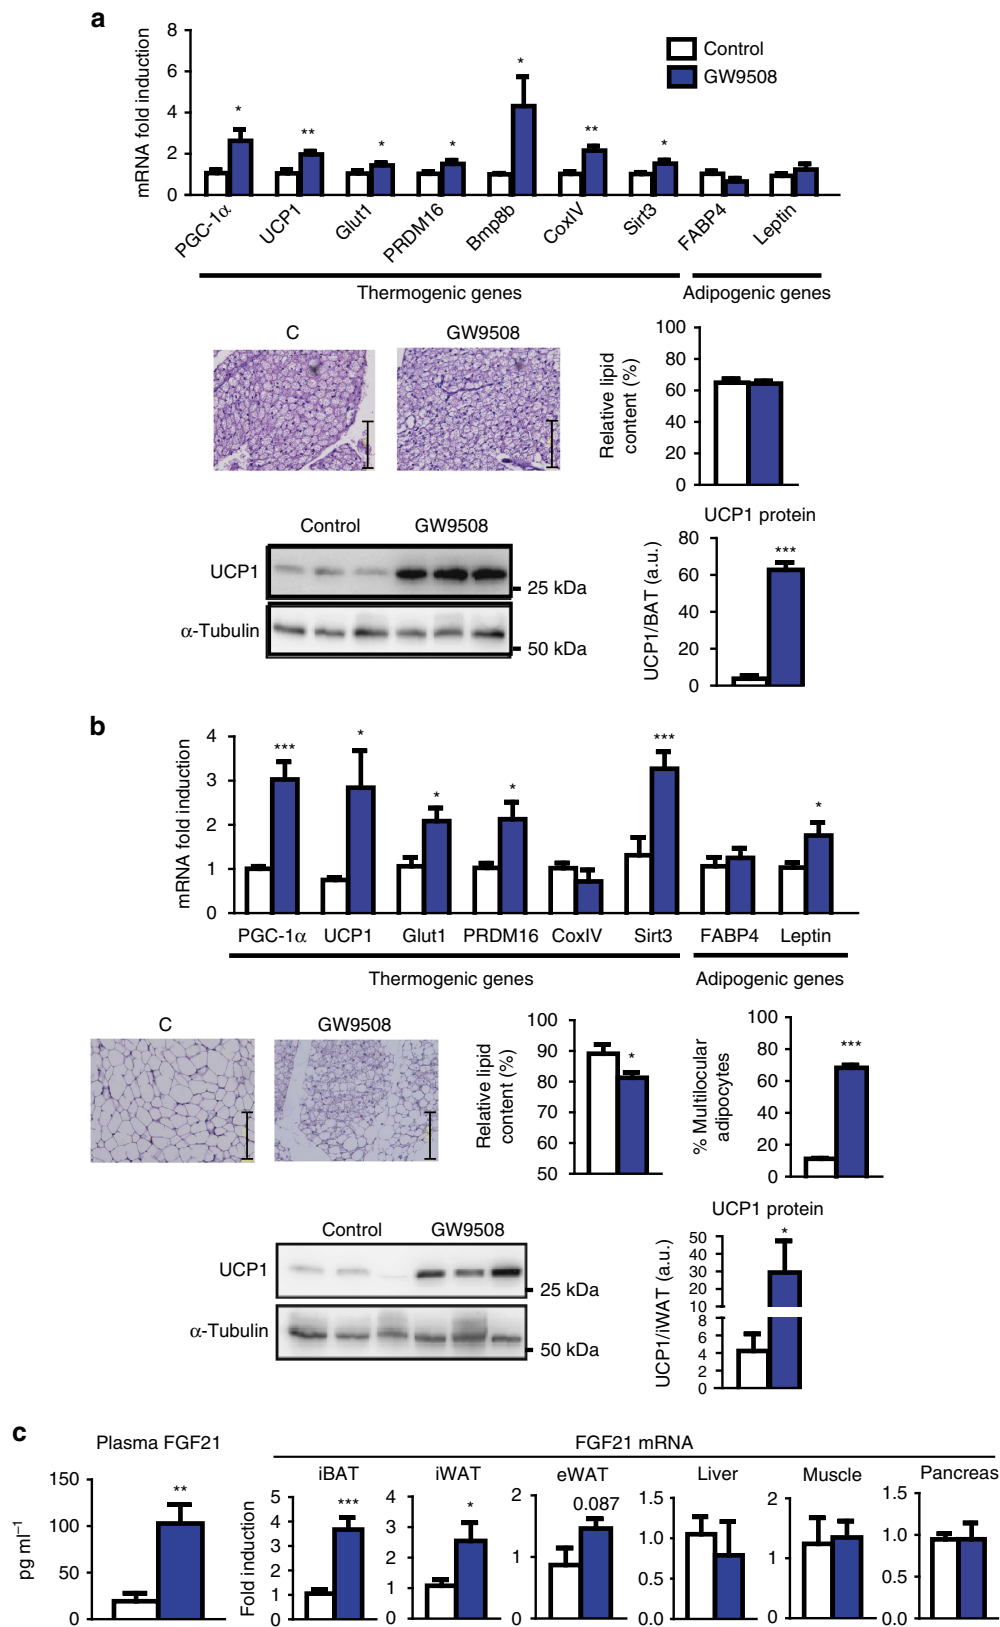 a
mRNA fold induction
8
6
4
2
0
Control
GW9508
* ** * * * ** *
PGC-1α UCP1 Glut1 PRDM16 Bmp8b CoxIV Sirt3 FABP4 Leptin
Thermogenic genes Adipogenic genes
C GW9508
Relative lipid content (%)
100
80
60
40
20
0
Control GW9508
UCP1
25 kDa
α-Tubulin
50 kDa
UCP1 protein
UCP1/BAT (a.u.)
80
60
40
20
0
***
b
mRNA fold induction
4
3
2
1
0
*** * * * *** *
PGC-1α UCP1 Glut1 PRDM16 CoxIV Sirt3 FABP4 Leptin
Thermogenic genes Adipogenic genes
C GW9508
Relative lipid content (%)
100
90
80
70
60
50
*
% Multilocular adipocytes
100
80
60
40
20
0
***
Control GW9508
UCP1
25 kDa
α-Tubulin
50 kDa
UCP1 protein
UCP1/iWAT (a.u.)
50
40
30
20
10
8
6
4
2
0
*
c
Plasma FGF21
pg ml⁻¹
150
100
50
0
**
FGF21 mRNA
Fold induction
iBAT
5
4
3
2
1
0
***
iWAT
4
3
2
1
0
*
eWAT
2
1
0
0.087
Liver
1.5
1.0
0.5
0.0
Muscle
2
1
0
Pancreas
1.5
1.0
0.5
0.0